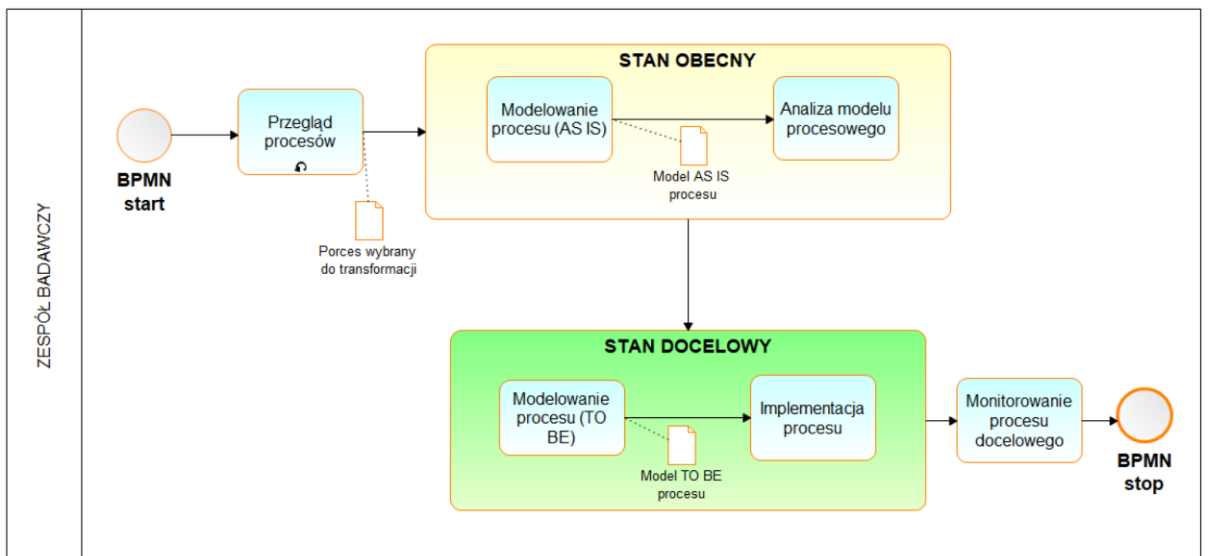 ZESPÓŁ BADAWCZY
BPMN
start
Przegląd
procesów
Porces wybrany
do transformacji
STAN OBECNY
Modelowanie
procesu (AS IS)
Model AS IS
procesu
Analiza modelu
procesowego
STAN DOCELOWY
Modelowanie
procesu (TO
BE)
Model TO BE
procesu
Implementacja
procesu
Monitorowanie
procesu
docelowego
BPMN
stop